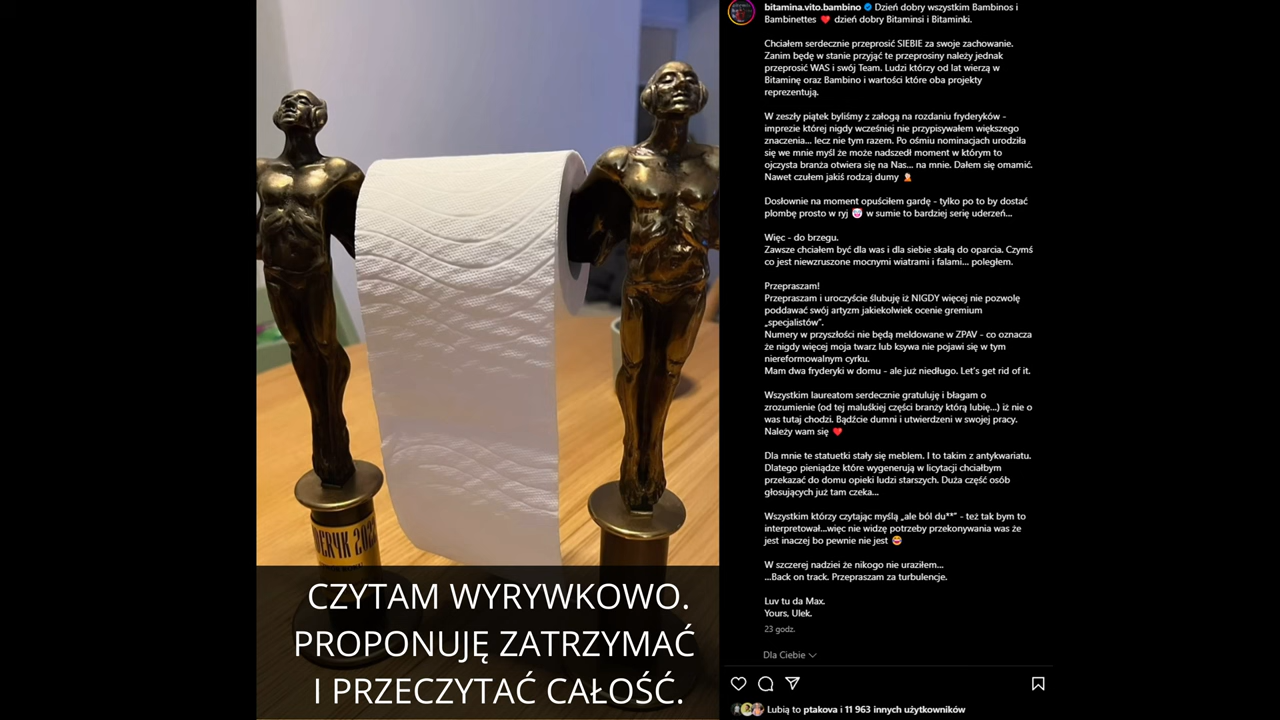 bitamina.vito.bambino Dzień dobry wszystkim Bambinos i
Bambinettes ❤️ dzień dobry Bitaminsi i Bitaminki.
Chciałem serdecznie przeprosić SIEBIE za swoje zachowanie.
Zanim będę w stanie przyjąć te przeprosiny należy jednak
przeprosić WAS i swój Team. Ludzi którzy od lat wierzą w
Bitaminę oraz Bambino i wartości które oba projekty
reprezentują.
W zeszły piątek byliśmy z załogą na rozdaniu fryderyków -
imprezie której nigdy wcześniej nie przypisywałem większego
znaczenia... lecz nie tym razem. Po ośmiu nominacjach urodziła
się we mnie myśl że może nadszedł moment w którym to
ojczysta branża otwiera się na Nas... na mnie. Dałem się omamić.
Nawet czułem jakiś rodzaj dumy 🤦🏻
Dosłownie na moment opuściłem gardę - tylko po to by dostać
plombę prosto w ryj 🤡 w sumie to bardziej serię uderzeń...
Więc - do brzegu.
Zawsze chciałem być dla was i dla siebie skałą do oparcia. Czymś
co jest niewzruszone mocnymi wiatrami i falami... poległem.
Przepraszam!
Przepraszam i uroczyście ślubuję iż NIGDY więcej nie pozwolę
poddawać swój artyzm jakiekolwiek ocenie gremium
„specjalistów”.
Numery w przyszłości nie będą meldowane w ZPAV - co oznacza
że nigdy więcej moja twarz lub ksywa nie pojawi się w tym
niereformowalnym cyrku.
Mam dwa fryderyki w domu - ale już niedługo. Let’s get rid of it.
Wszystkim laureatom serdecznie gratuluję i błagam o
zrozumienie (od tej maluśkiej części branży którą lubię...) iż nie o
was tutaj chodzi. Bądźcie dumni i utwierdzeni w swojej pracy.
Należy wam się ❤️
Dla mnie te statuetki stały się meblem. I to takim z antykwariatu.
Dlatego pieniądze które wygenerują w licytacji chciałbym
przekazać do domu opieki ludzi starszych. Duża część osób
głosujących już tam czeka...
Wszystkim którzy czytając myślą „ale ból du**” - też tak bym to
interpretował...więc nie widzę potrzeby przekonywania was że
jest inaczej bo pewnie nie jest 😄
W szczerej nadziei że nikogo nie uraziłem...
...Back on track. Przepraszam za turbulencje.
Luv tu da Max.
Yours, Ulek.
23 godz.
Dla Ciebie
Lubią to ptakova i 11 963 innych użytkowników
CZYTAM WYRYWKOWO.
PROPONUJĘ ZATRZYMAĆ
I PRZECZYTAĆ CAŁOŚĆ.